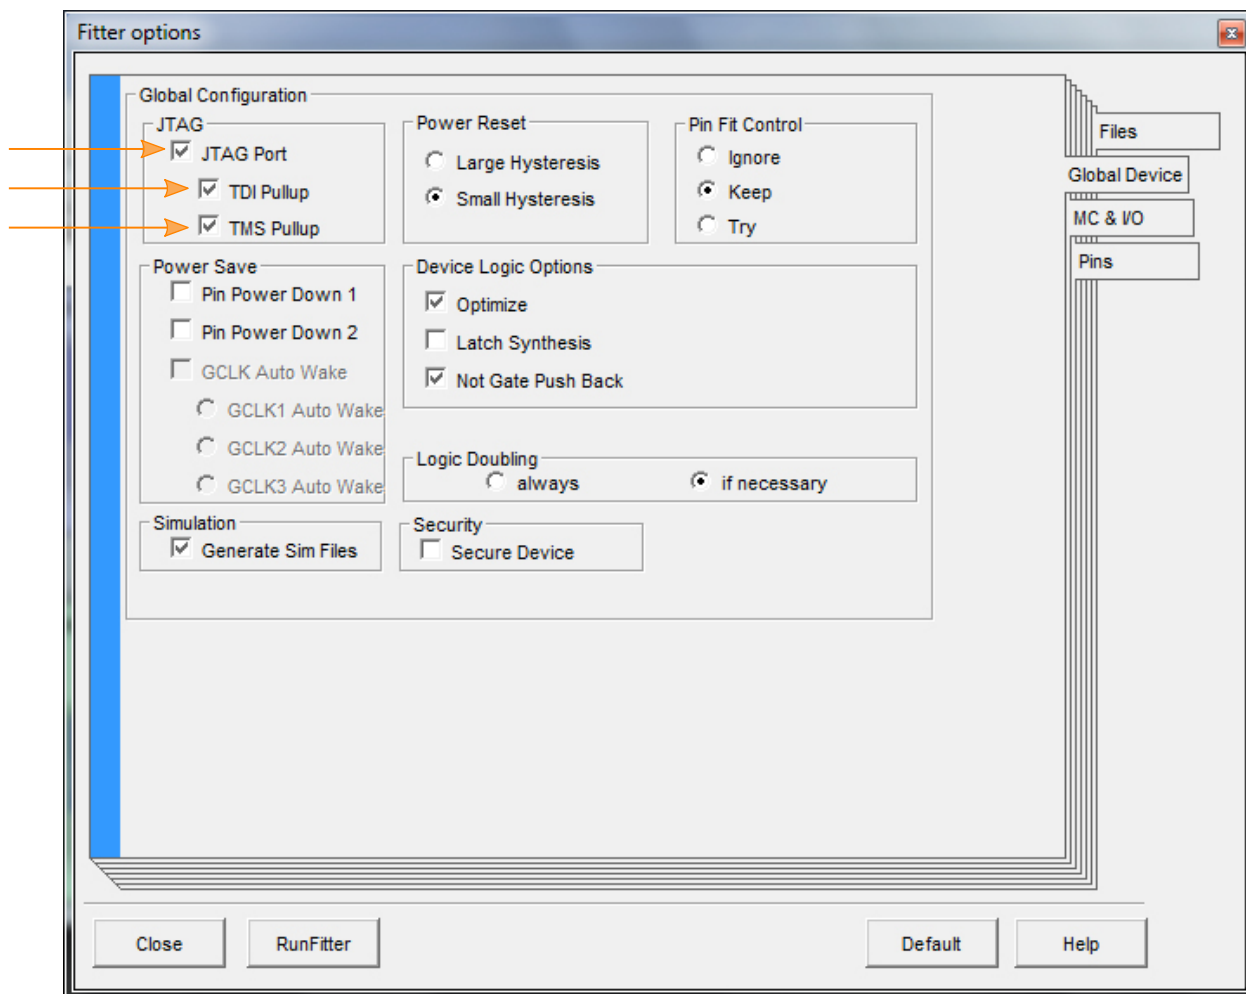 Fitter options
Global Configuration
JTAG
JTAG Port
TDI Pullup
TMS Pullup
Power Reset
Large Hysteresis
Small Hysteresis
Pin Fit Control
Ignore
Keep
Try
Power Save
Pin Power Down 1
Pin Power Down 2
GCLK Auto Wake
GCLK1 Auto Wake
GCLK2 Auto Wake
GCLK3 Auto Wake
Device Logic Options
Optimize
Latch Synthesis
Not Gate Push Back
Logic Doubling
always
if necessary
Simulation
Generate Sim Files
Security
Secure Device
Files
Global Device
MC & I/O
Pins
Close
RunFitter
Default
Help